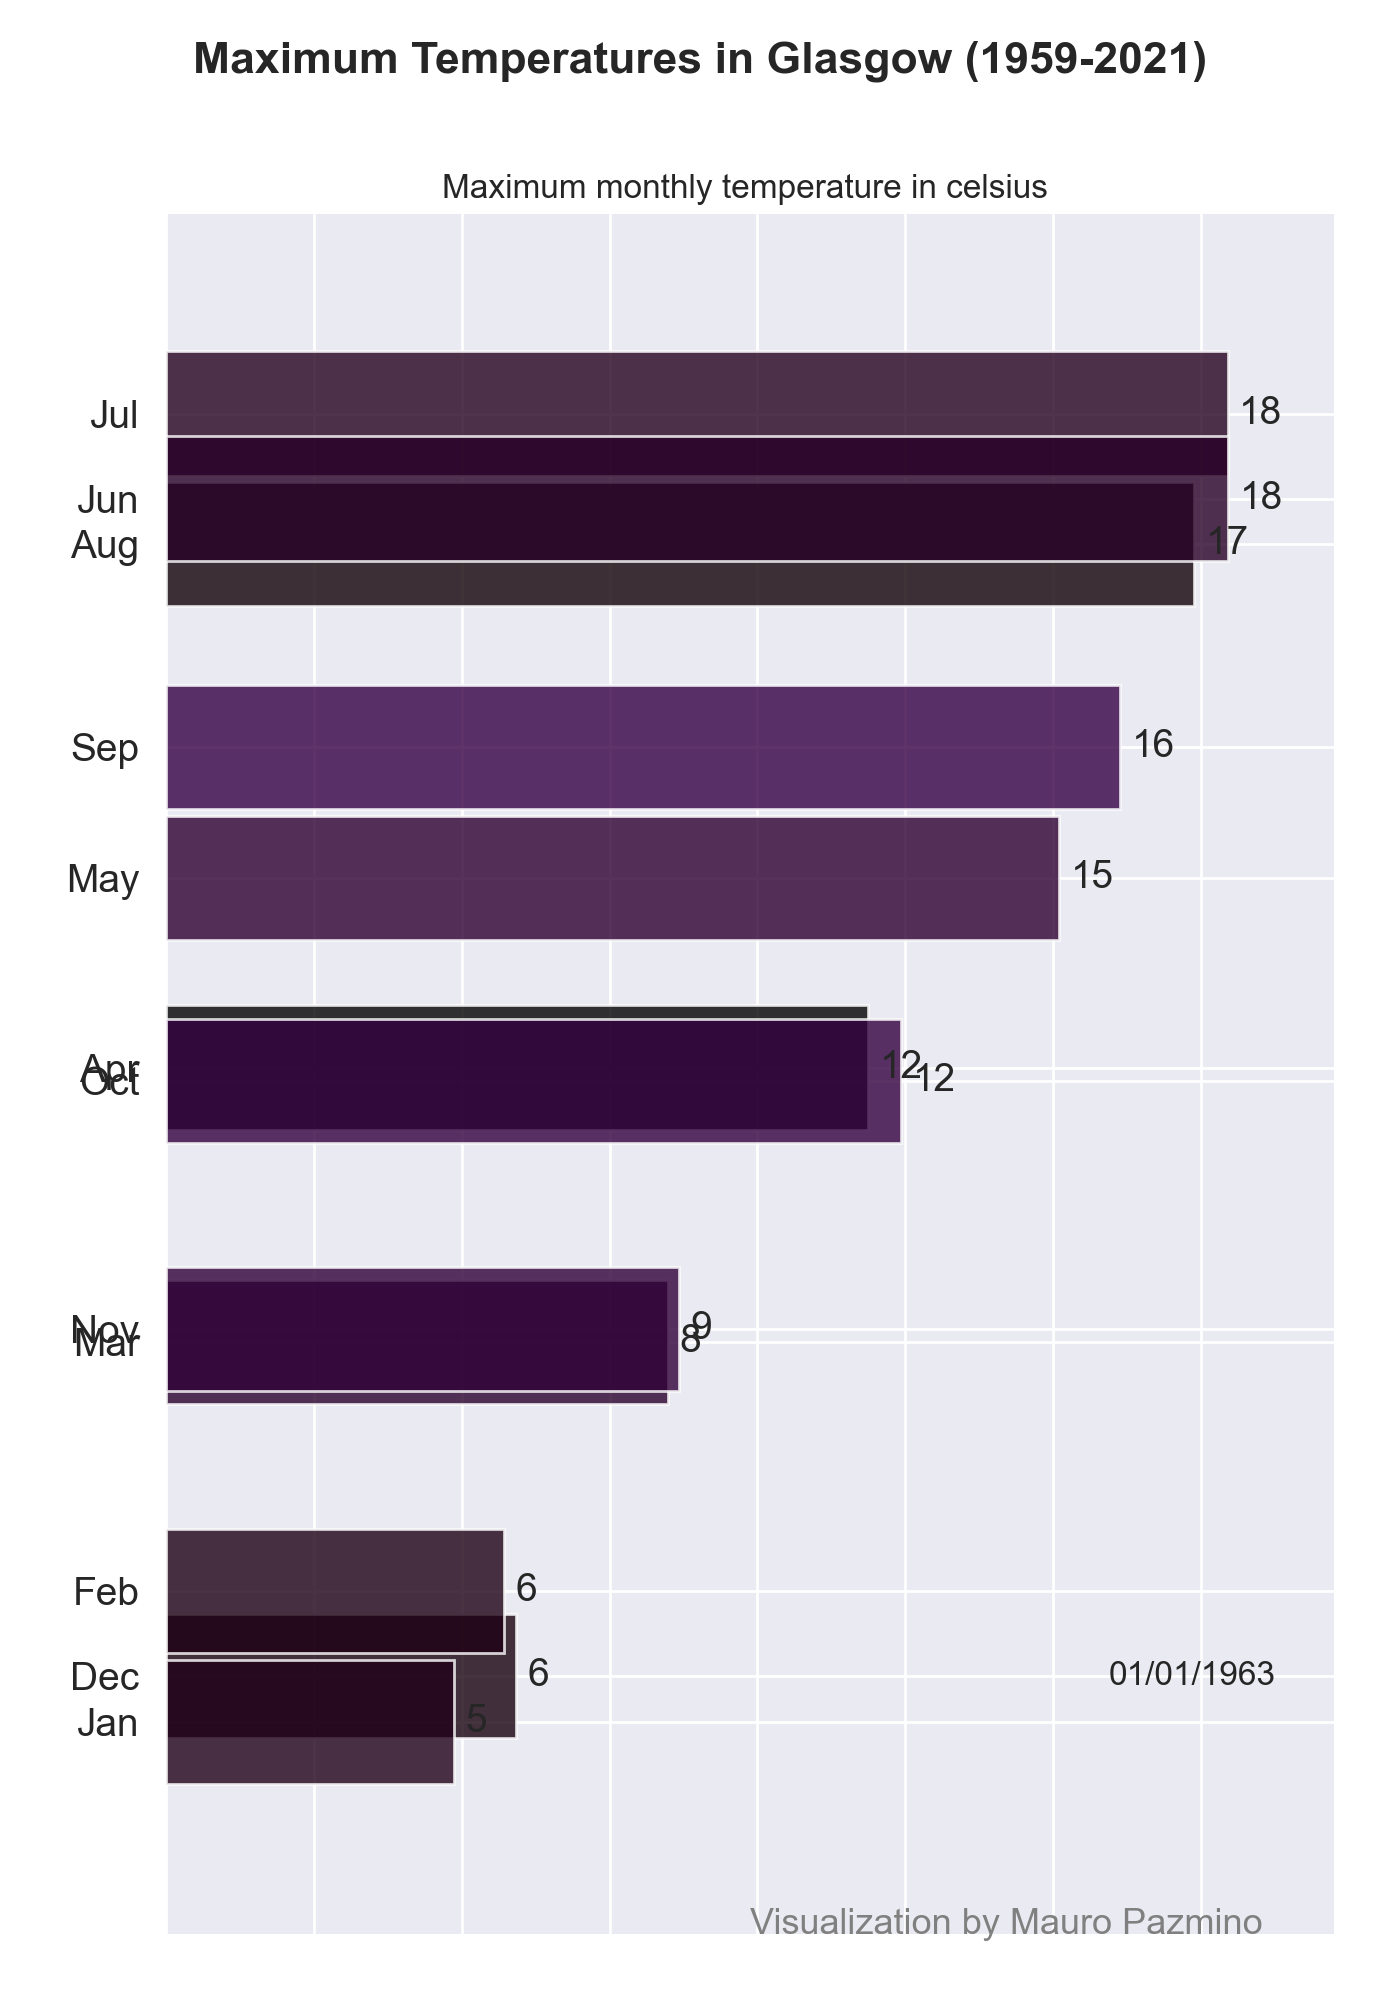 Maximum Temperatures in Glasgow (1959-2021)
Maximum monthly temperature in celsius
Jul 18
Jun 18
Aug 17
Sep 16
May 15
Apr 12
Oct 12
Nov 9
Mar 8
Feb 6
Dec 6 01/01/1963
Jan 5
Visualization by Mauro Pazmino